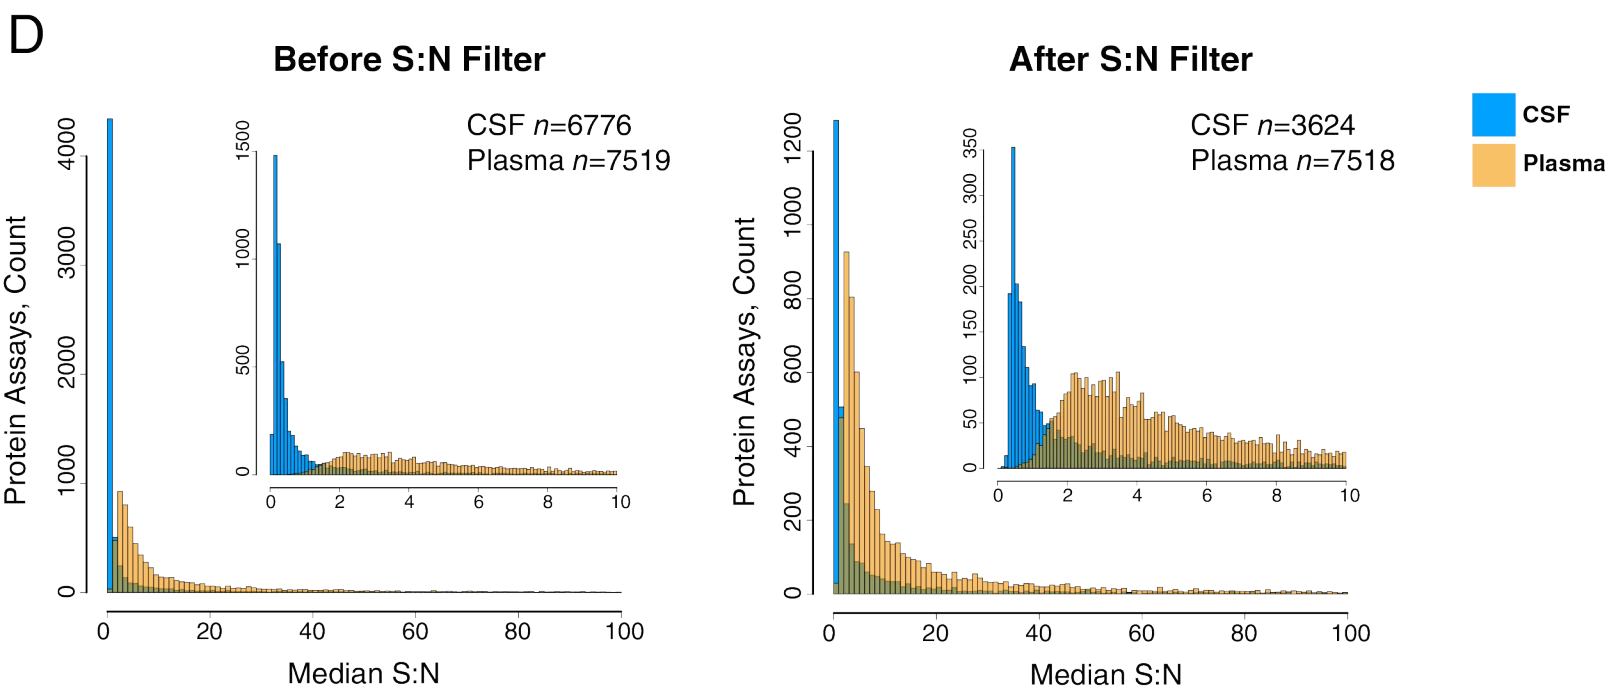 D
Before S:N Filter
CSF n=6776
Plasma n=7519
Protein Assays, Count
4000
3000
2000
1000
0
1500
1000
500
0
0 2 4 6 8 10
0 20 40 60 80 100
Median S:N
After S:N Filter
CSF n=3624
Plasma n=7518
Protein Assays, Count
1200
1000
800
600
400
200
0
350
300
250
200
150
100
50
0
0 2 4 6 8 10
0 20 40 60 80 100
Median S:N
CSF
Plasma